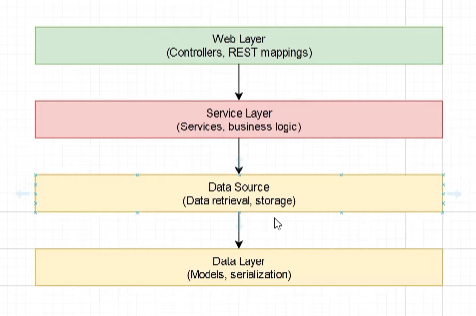 Web Layer
(Controllers, REST mappings)
Service Layer
(Services, business logic)
Data Source
(Data retrieval, storage)
Data Layer
(Models, serialization)